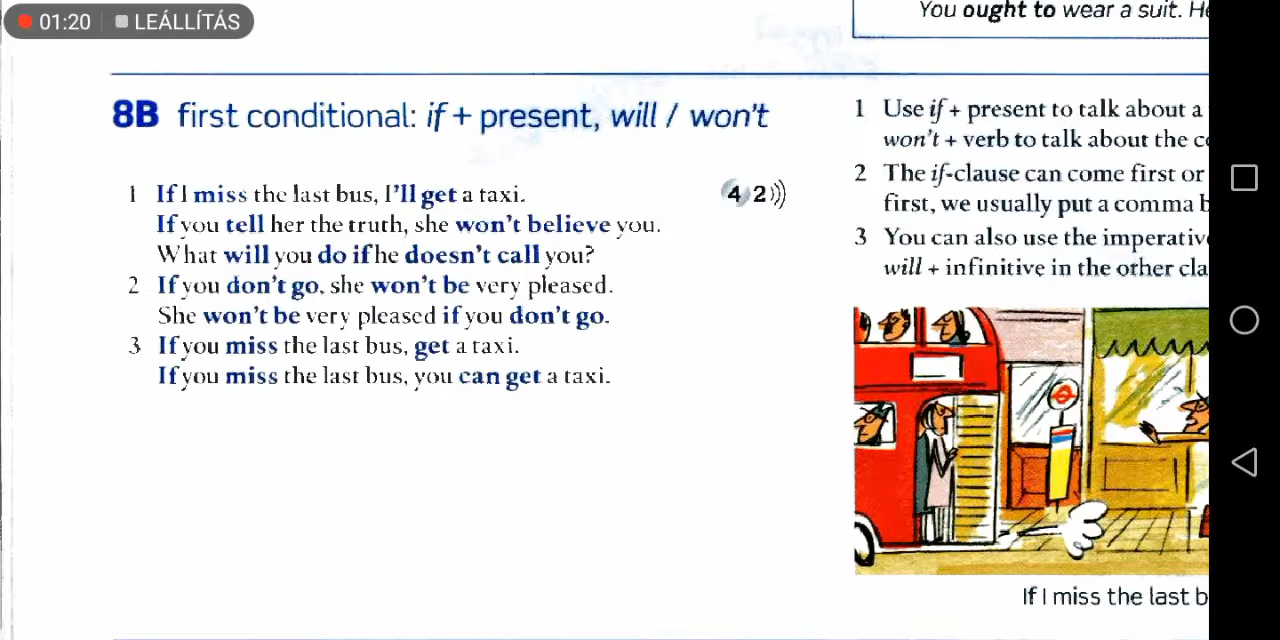 01:20 LEÁLLÍTÁS
You ought to wear a suit.
8B first conditional: if + present, will / won't
1 If I miss the last bus, I'll get a taxi.
If you tell her the truth, she won't believe you.
What will you do if he doesn't call you?
2 If you don't go, she won't be very pleased.
She won't be very pleased if you don't go.
3 If you miss the last bus, get a taxi.
If you miss the last bus, you can get a taxi.
4 2
1 Use if + present to talk about a
won't + verb to talk about the
2 The if-clause can come first or
first, we usually put a comma
3 You can also use the
will + infinitive in the other
If I miss the last